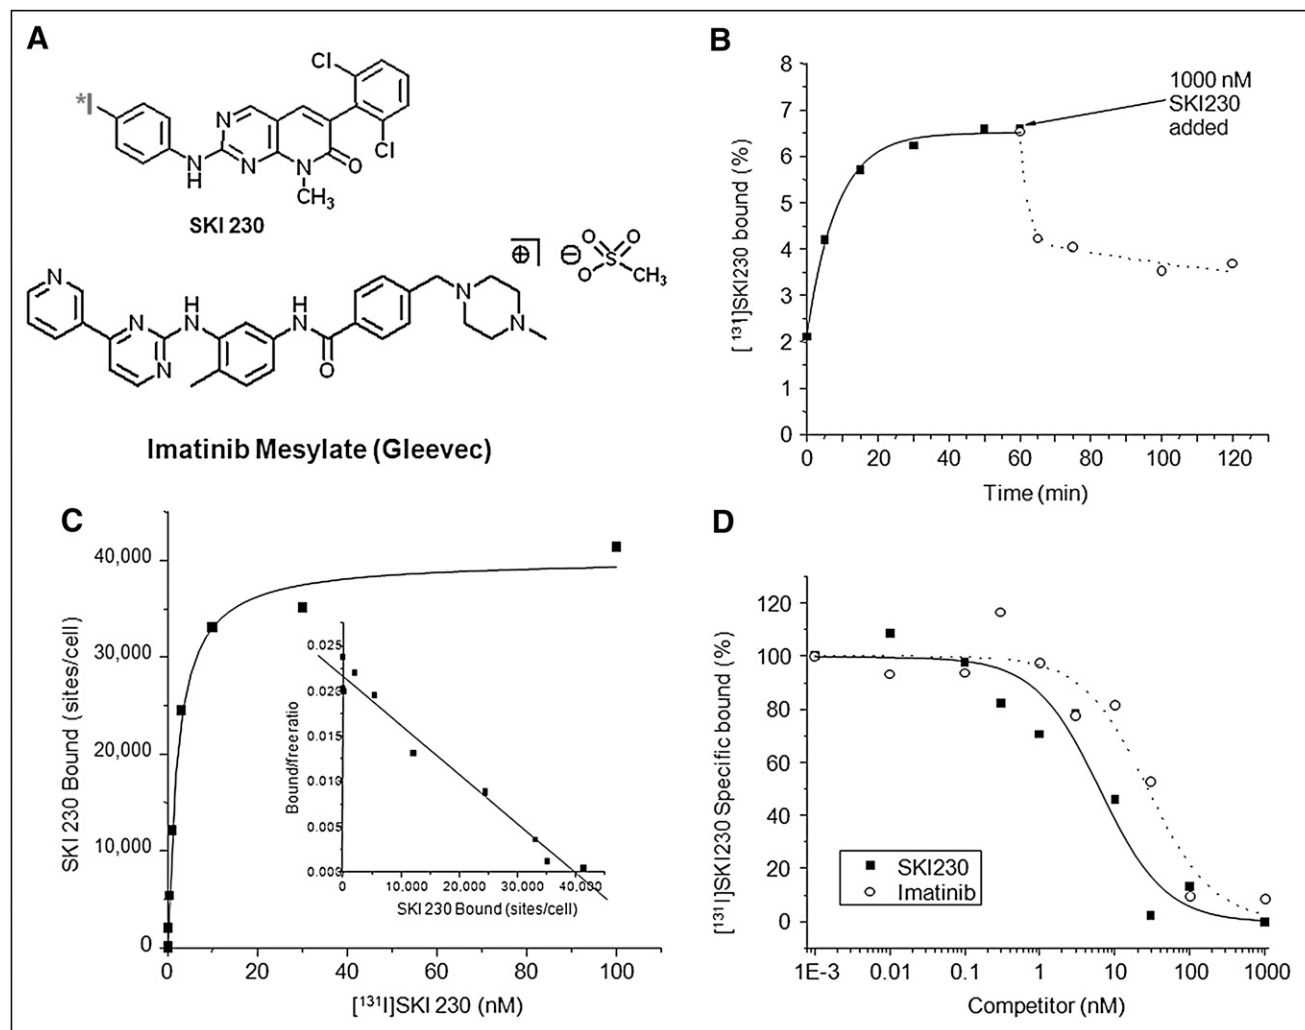 A
Cl
*I
N
N
H
N
N
O
Cl
CH₃
SKI 230
N
N
H
N
N
H
N
O
N
N
⊕
⊖
O
O
S
O
CH₃
Imatinib Mesylate (Gleevec)
B
[ ¹³¹]SKI230 bound (%)
8
7
6
5
4
3
2
1
0
1000 nM
SKI230
added
0 20 40 60 80 100 120
Time (min)
C
SKI 230 Bound (sites/cell)
40,000
30,000
20,000
10,000
0
0 20 40 60 80 100
[¹³¹I]SKI 230 (nM)
Bound/free ratio
0.025
0.020
0.015
0.010
0.005
0.003
0 10,000 20,000 30,000 40,000
SKI 230 Bound (sites/cell)
D
[¹³¹I]SKI230 Specific bound (%)
120
100
80
60
40
20
0
SKI230
Imatinib
1E-3 0.01 0.1 1 10 100 1000
Competitor (nM)